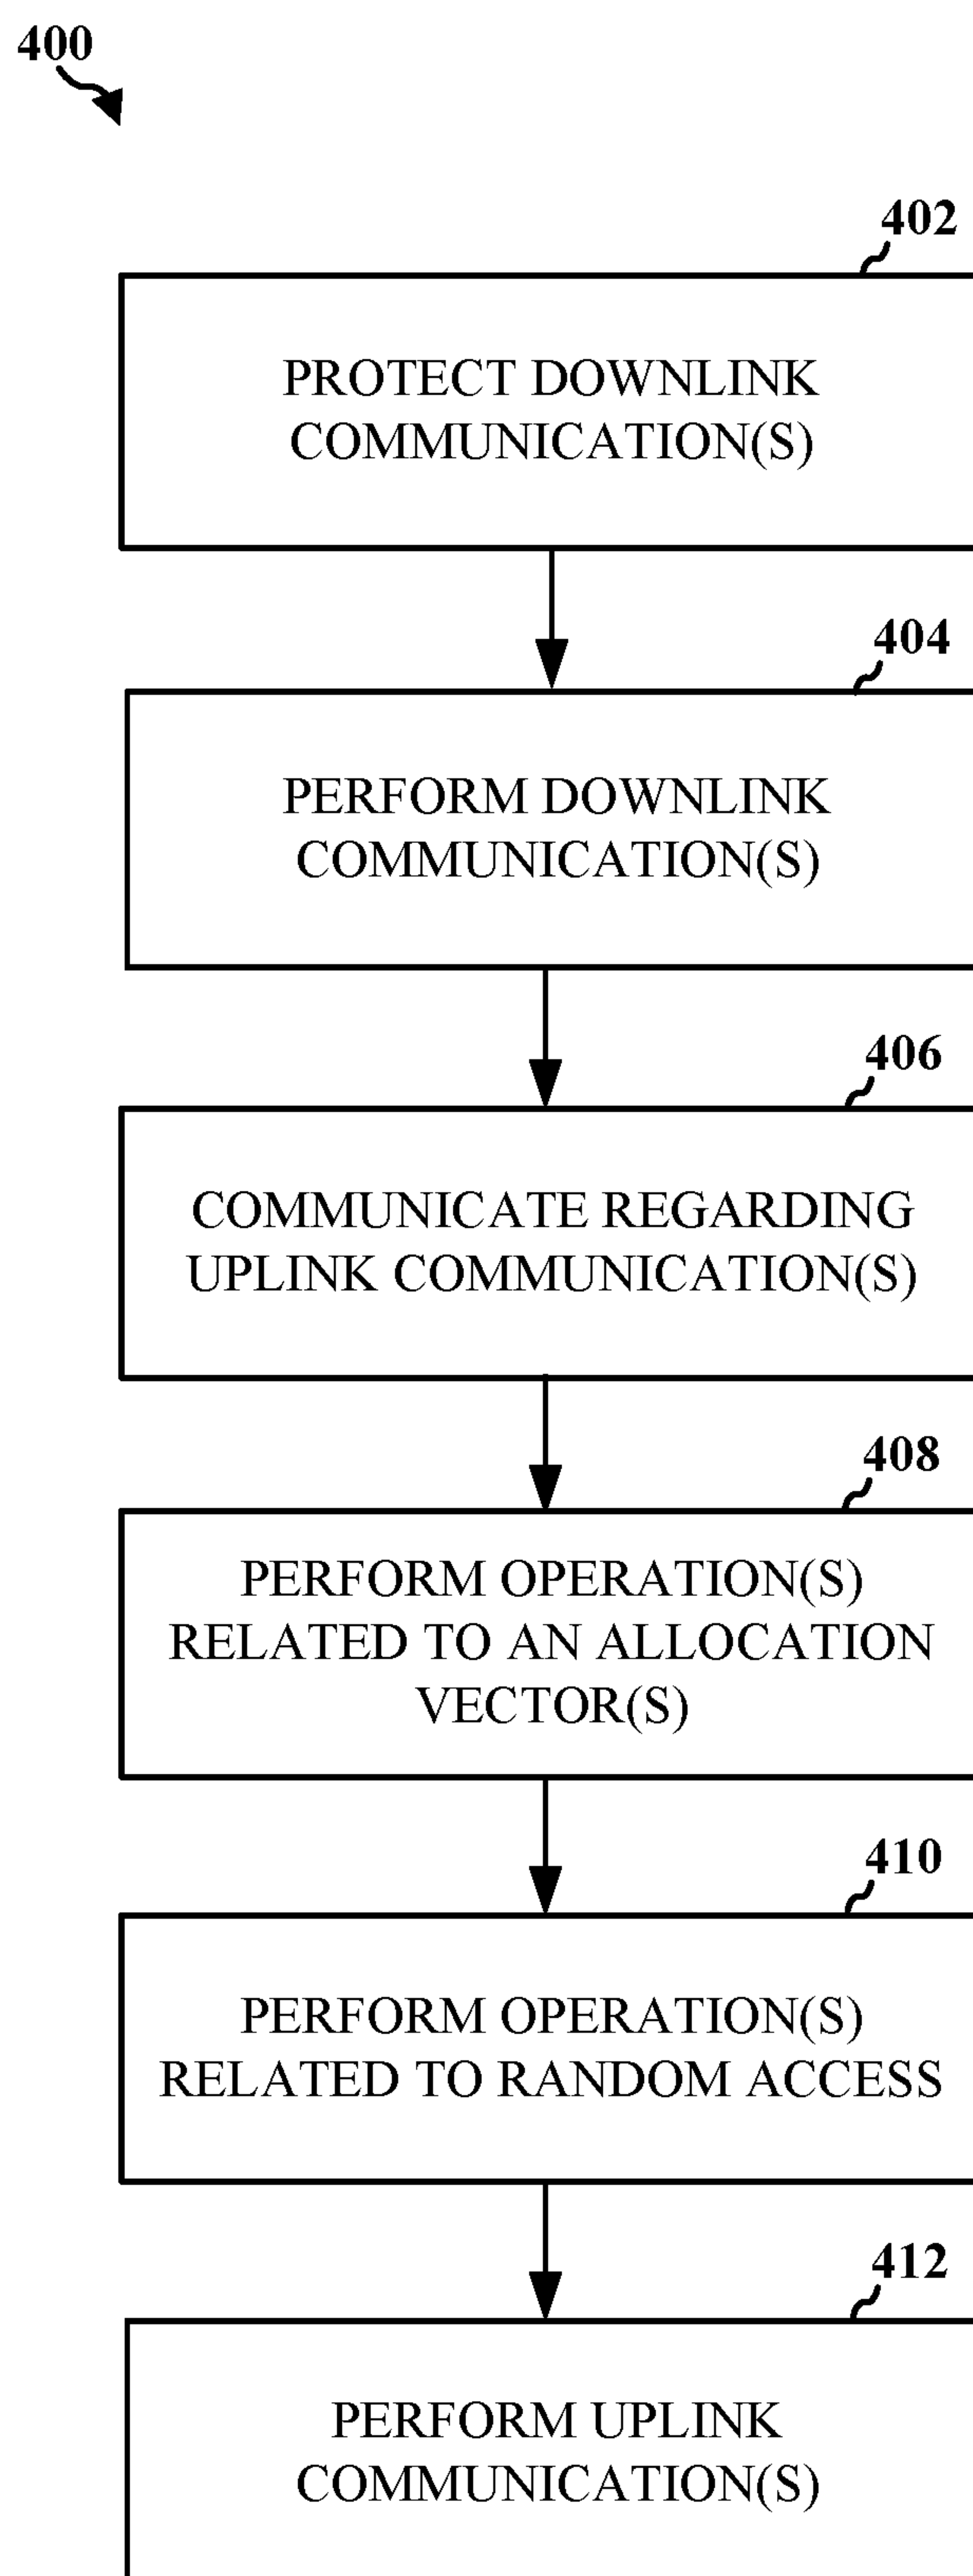 400
402
PROTECT DOWNLINK
COMMUNICATION(S)
404
PERFORM DOWNLINK
COMMUNICATION(S)
406
COMMUNICATE REGARDING
UPLINK COMMUNICATION(S)
408
PERFORM OPERATION(S)
RELATED TO AN ALLOCATION
VECTOR(S)
410
PERFORM OPERATION(S)
RELATED TO RANDOM ACCESS
412
PERFORM UPLINK
COMMUNICATION(S)